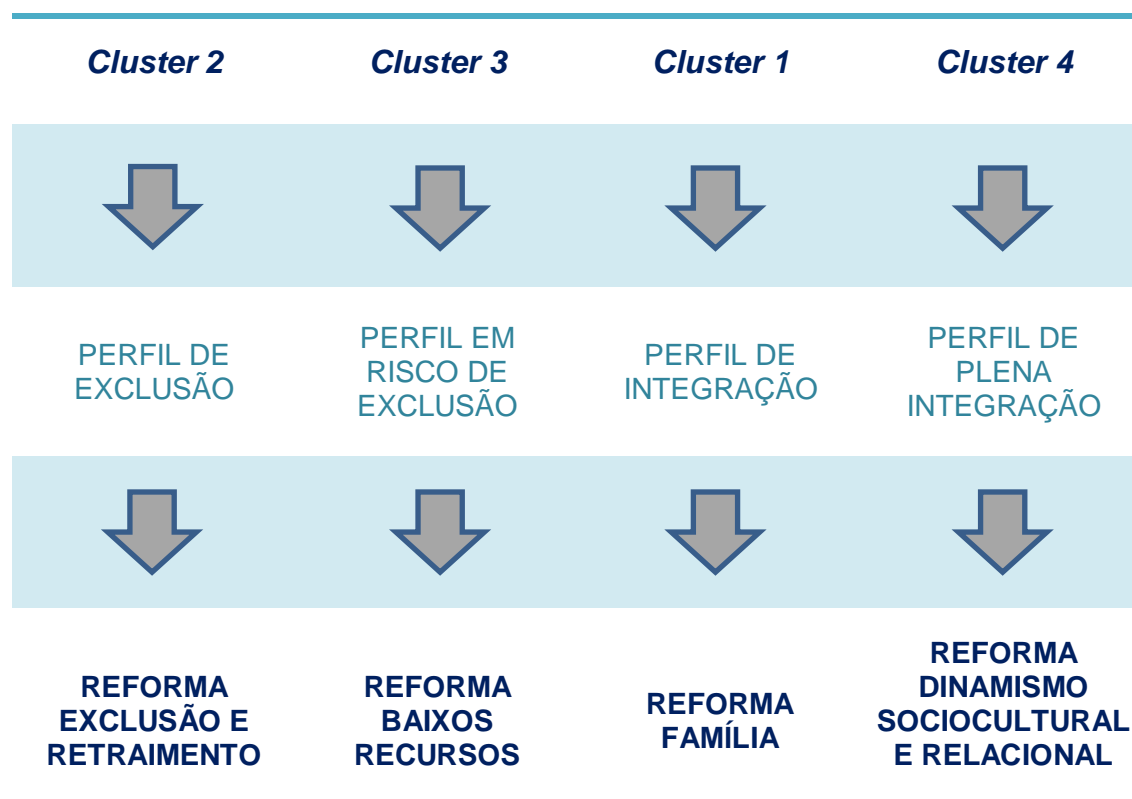 Cluster 2
Cluster 3
Cluster 1
Cluster 4
PERFIL DE
EXCLUSÃO
PERFIL EM
RISCO DE
EXCLUSÃO
PERFIL DE
INTEGRAÇÃO
PERFIL DE
PLENA
INTEGRAÇÃO
REFORMA
EXCLUSÃO E
RETRAIMENTO
REFORMA
BAIXOS
RECURSOS
REFORMA
FAMÍLIA
REFORMA
DINAMISMO
SOCIOCULTURAL
E RELACIONAL